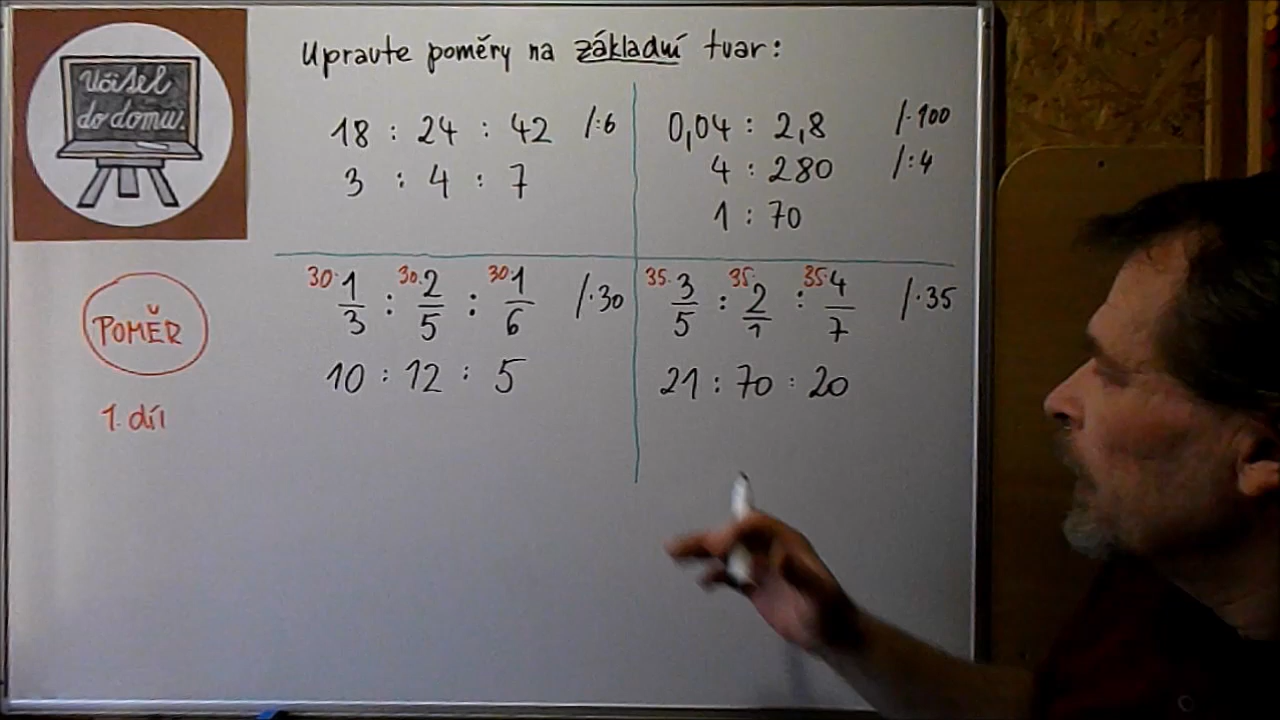 Učitel
do domu.
POMĚR
1. díl
Upravte poměry na základní tvar:
18 : 24 : 42 /:6
3 : 4 : 7
0,04 : 2,8 /·100
4 : 280 /:4
1 : 70
30· 1/3 : 30· 2/5 : 30· 1/6 /·30
10 : 12 : 5
35· 3/5 : 35· 2/1 : 35· 4/7 /·35
21 : 70 : 20